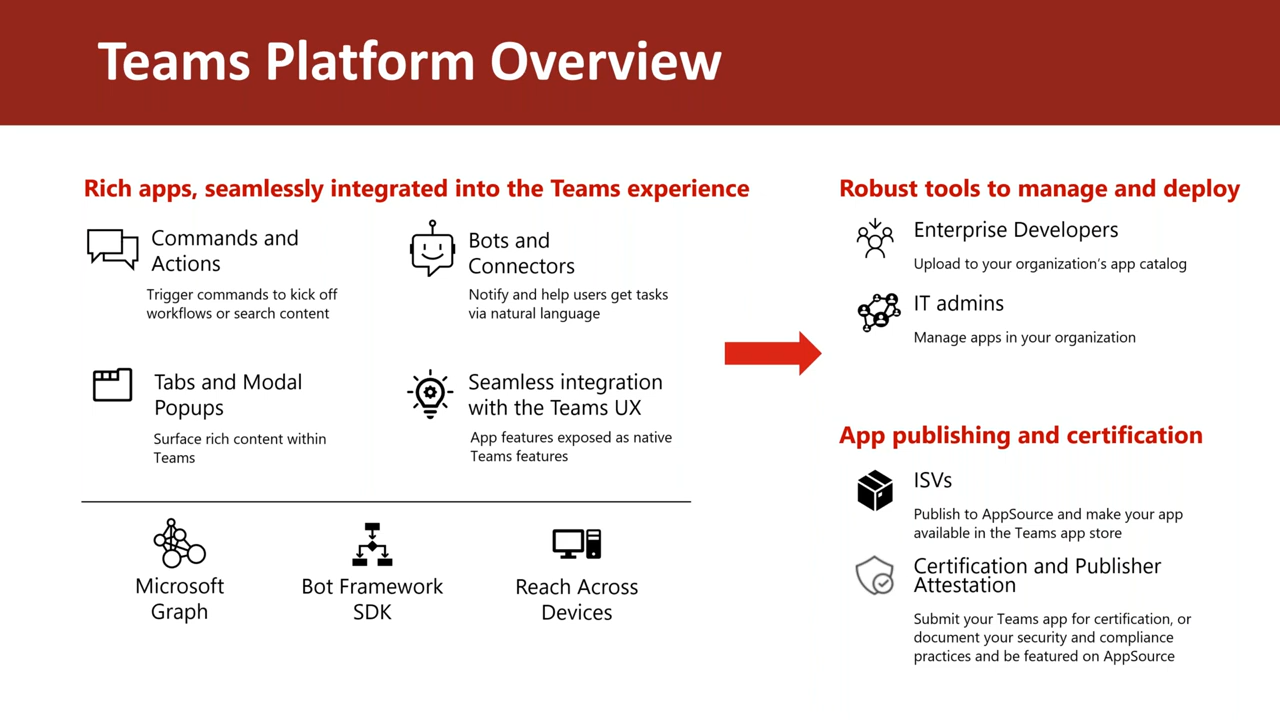 Teams Platform Overview
Rich apps, seamlessly integrated into the Teams experience
Commands and
Actions
Trigger commands to kick off
workflows or search content
Bots and
Connectors
Notify and help users get tasks
via natural language
Tabs and Modal
Popups
Surface rich content within
Teams
Seamless integration
with the Teams UX
App features exposed as native
Teams features
Microsoft
Graph
Bot Framework
SDK
Reach Across
Devices
Robust tools to manage and deploy
Enterprise Developers
Upload to your organization's app catalog
IT admins
Manage apps in your organization
App publishing and certification
ISVs
Publish to AppSource and make your app
available in the Teams app store
Certification and Publisher
Attestation
Submit your Teams app for certification, or
document your security and compliance
practices and be featured on AppSource